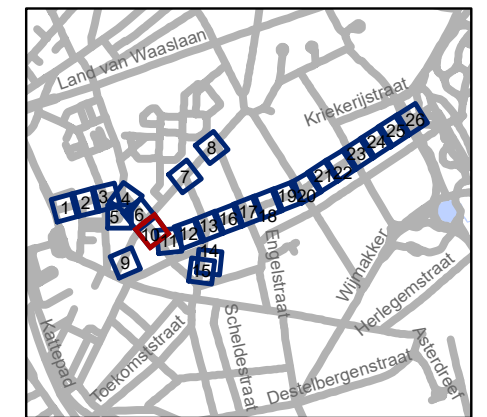 Land van Waaslaan
Kriekerijstraat
8
7
26
25
24
23
22
21
20
19
18
17
16
13
12
11
10
6
5
4
3
2
1
14
15
9
Engelstraat
Wijmakker
Herlegemstraat
Kattepad
Toekomststraat
Scheldestraat
Destelbergenstraat
Asterdreef